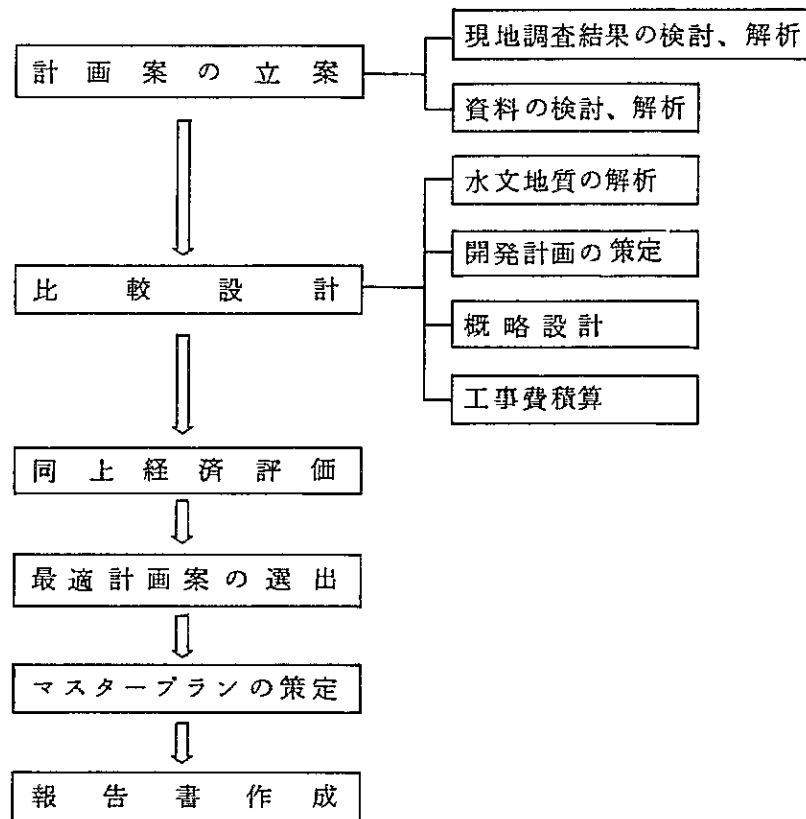 計画案の立案
現地調査結果の検討、解析
資料の検討、解析
比較設計
水文地質の解析
開発計画の策定
概略設計
工事費積算
同上経済評価
最適計画案の選出
マスタープランの策定
報告書作成